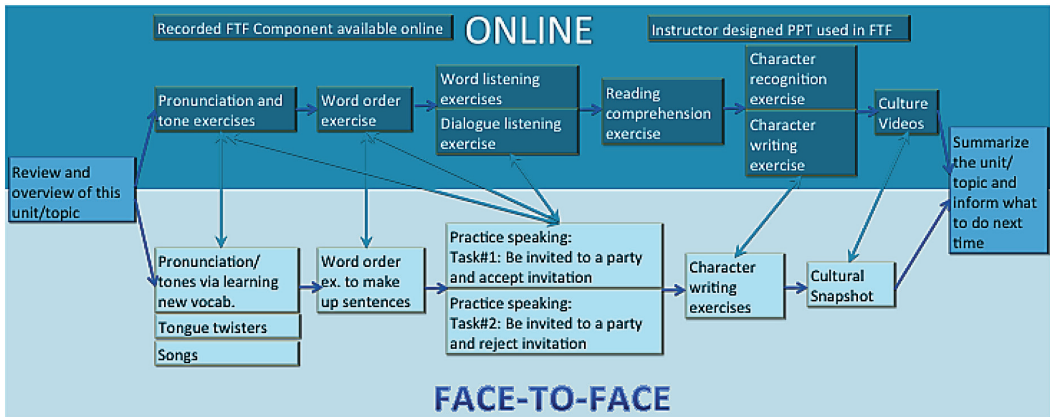 Recorded FTF Component available online
ONLINE
Instructor designed PPT used in FTF
Pronunciation and
tone exercises
Word order
exercise
Word listening
exercises
Dialogue listening
exercise
Reading
comprehension
exercise
Character
recognition
exercise
Character
writing
exercise
Culture
Videos
Review and
overview of this
unit/topic
Summarize
the unit/
topic and
inform what
to do next
time
Pronunciation/
tones via learning
new vocab.
Tongue twisters
Songs
Word order
ex. to make
up sentences
Practice speaking:
Task#1: Be invited to a party
and accept invitation
Practice speaking:
Task#2: Be invited to a party
and reject invitation
Character
writing
exercises
Cultural
Snapshot
FACE-TO-FACE